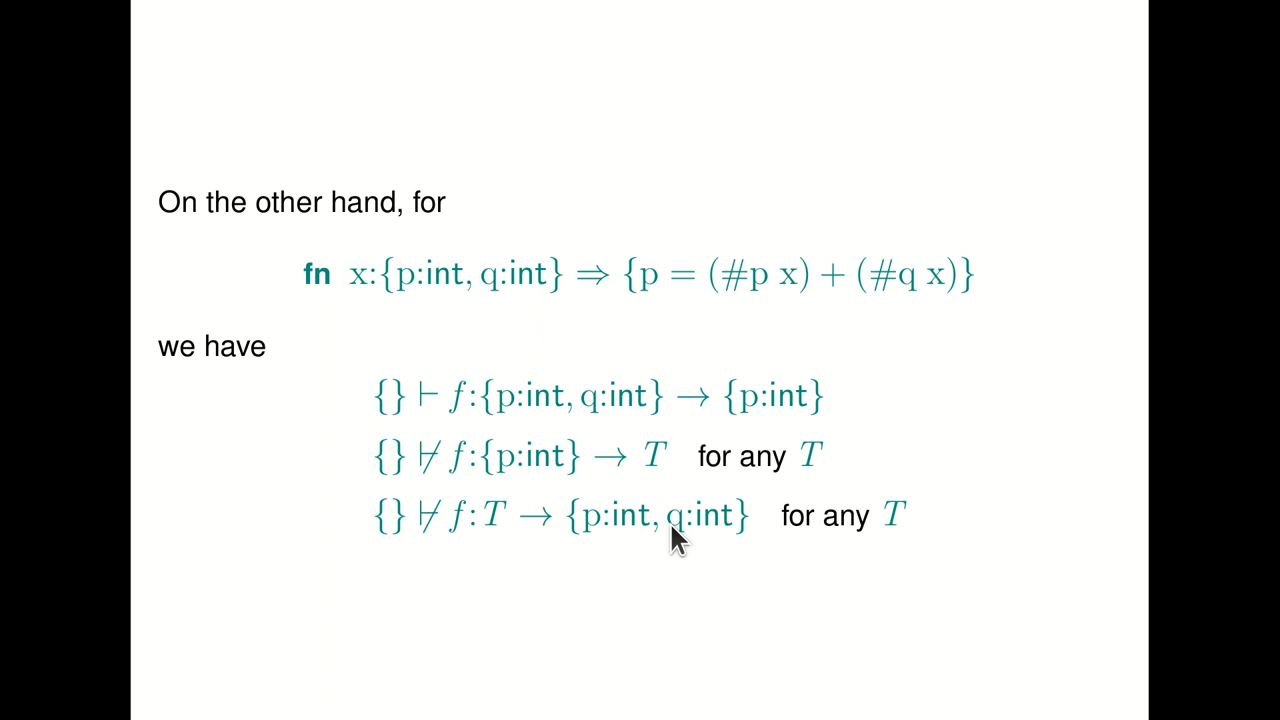 On the other hand, for
fn x:{p:int, q:int} ⇒ {p = (#p x) + (#q x)}
we have
{} ⊢ f:{p:int, q:int} → {p:int}
{} ⊬ f:{p:int} → T for any T
{} ⊬ f:T → {p:int, q:int} for any T